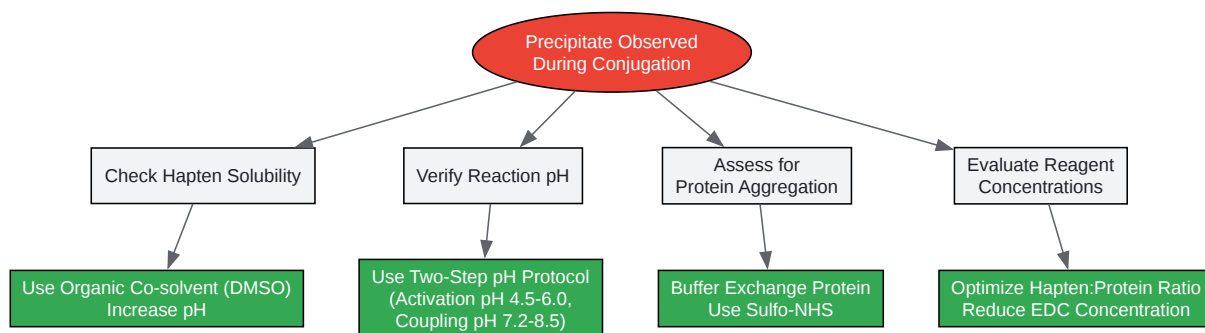 Precipitate Observed
During Conjugation
Check Hapten Solubility
Verify Reaction pH
Assess for
Protein Aggregation
Evaluate Reagent
Concentrations
Use Organic Co-solvent (DMSO)
Increase pH
Use Two-Step pH Protocol
(Activation pH 4.5-6.0,
Coupling pH 7.2-8.5)
Buffer Exchange Protein
Use Sulfo-NHS
Optimize Hapten:Protein Ratio
Reduce EDC Concentration